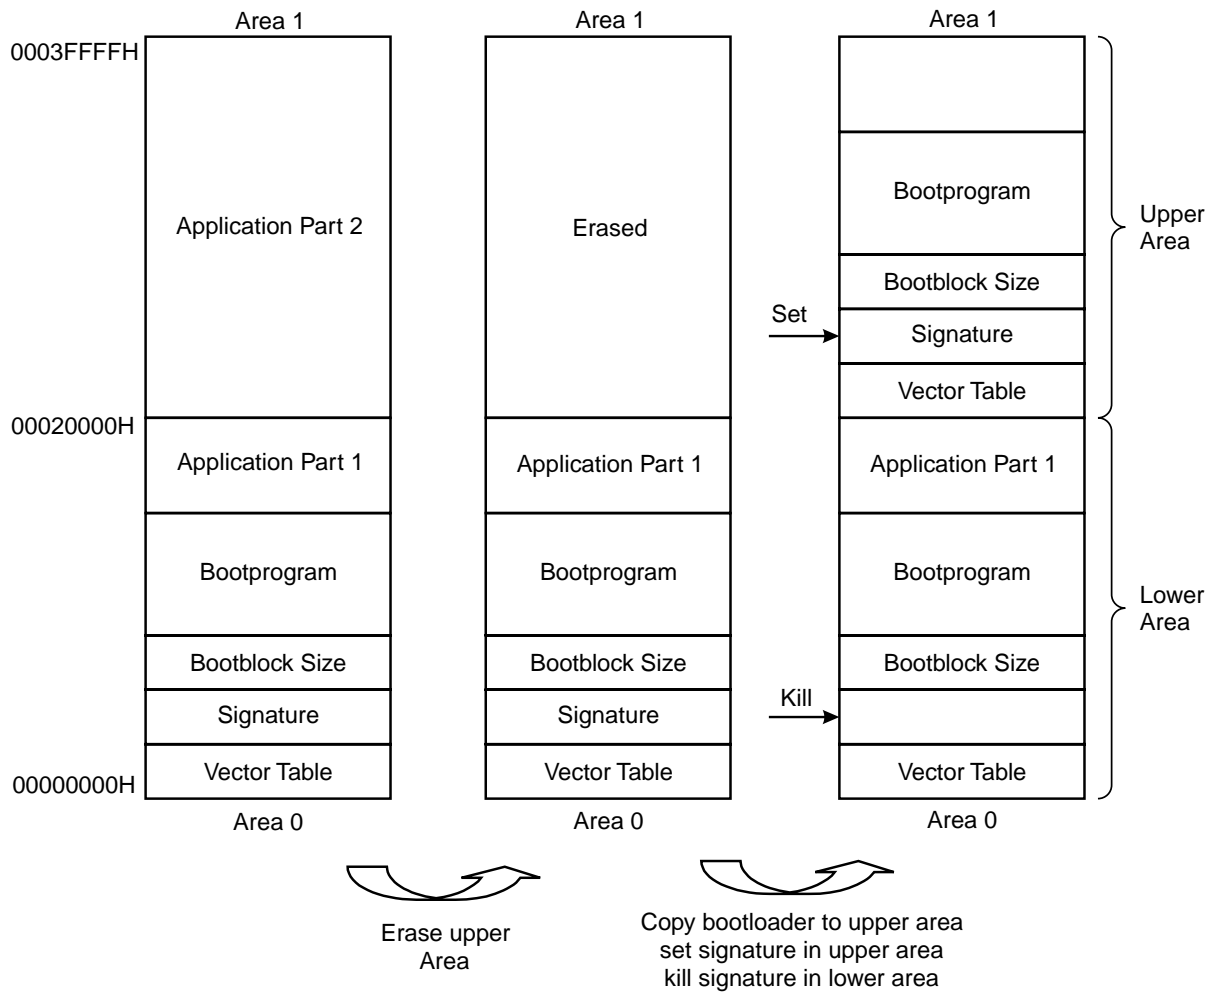 Area 1
0003FFFFH
Application Part 2
00020000H
Application Part 1
Bootprogram
Bootblock Size
Signature
Vector Table
00000000H
Area 0
Area 1
Erased
Application Part 1
Bootprogram
Bootblock Size
Signature
Vector Table
Area 0
Area 1
Bootprogram
Bootblock Size
Set
Signature
Vector Table
Application Part 1
Bootprogram
Bootblock Size
Kill
Vector Table
Area 0
Upper
Area
Lower
Area
Erase upper
Area
Copy bootloader to upper area
set signature in upper area
kill signature in lower area